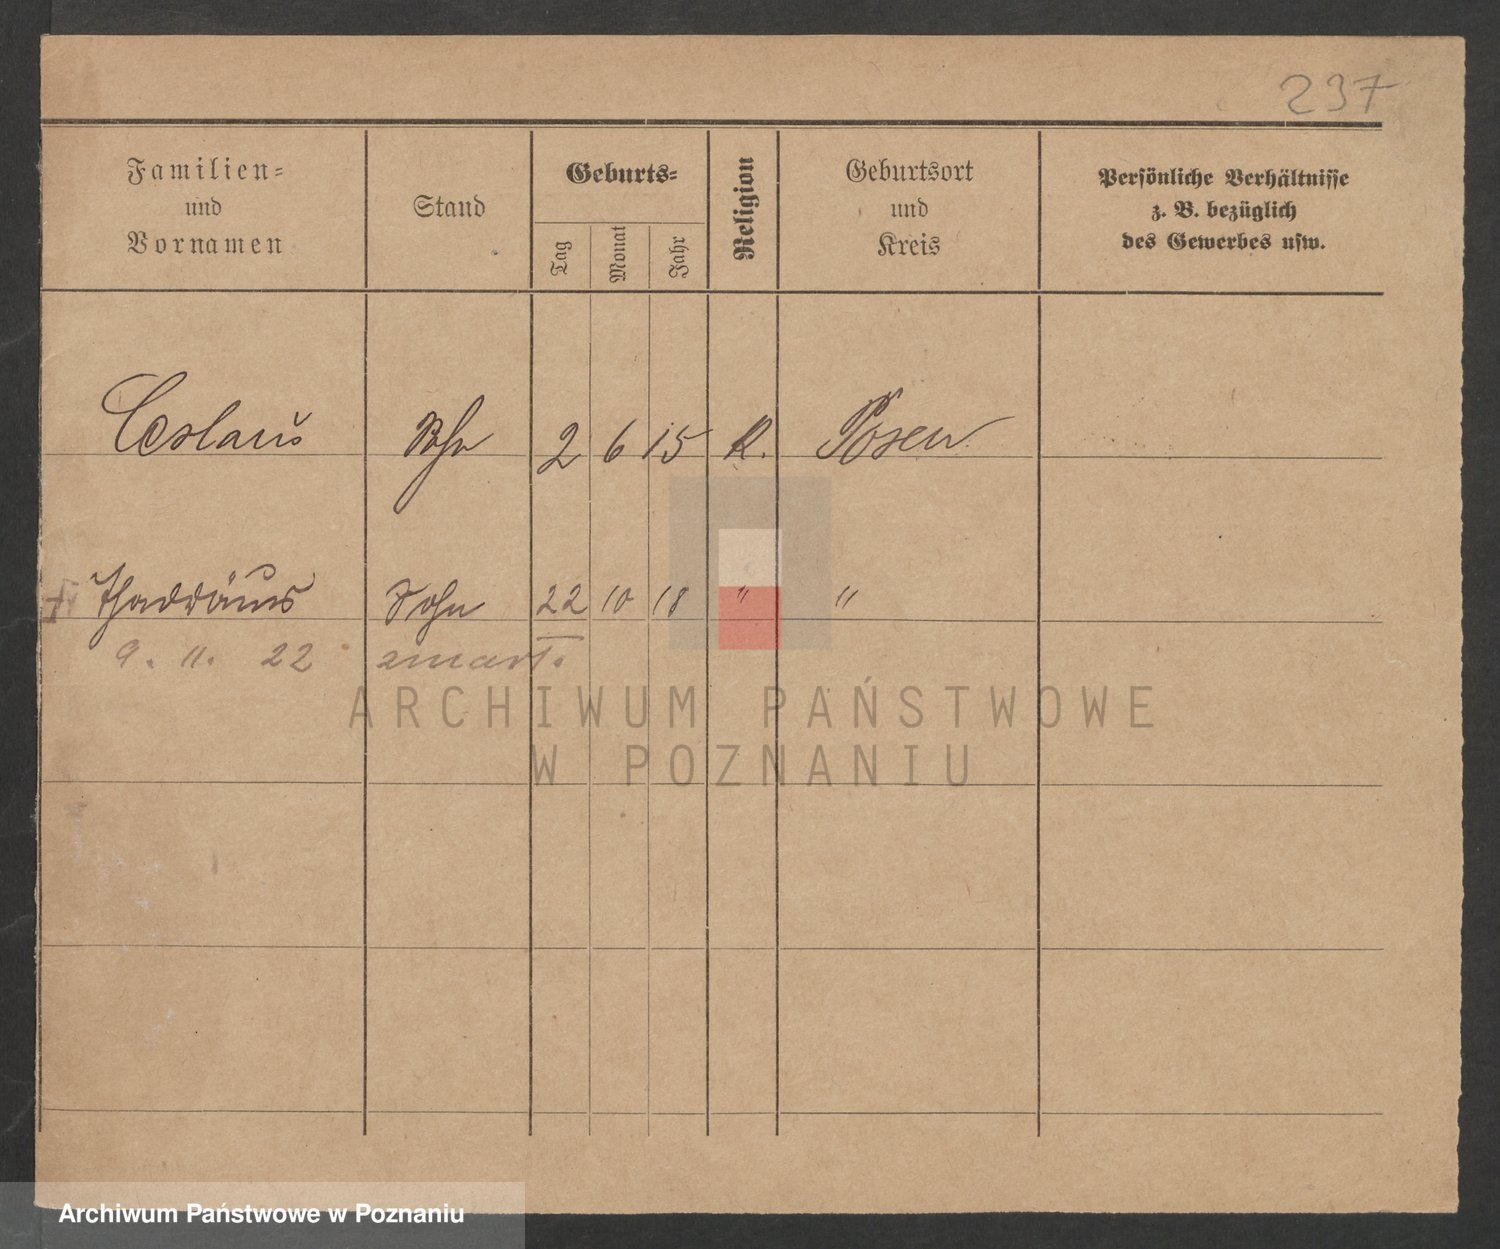 237
Familien=
und
Vornamen
Stand
Geburts=
Tag
Monat
Jahr
Religion
Geburtsort
und
Kreis
Persönliche Verhältnisse
z. B. bezüglich
des Gewerbes usw.
Ceslaus Sohn 2 6 15 K. Posen
+ Thaddäus Sohn 22 10 18 " "
9. 11. 22 zmarł.
ARCHIWUM PAŃSTWOWE
W POZNANIU
Archiwum Państwowe w Poznaniu